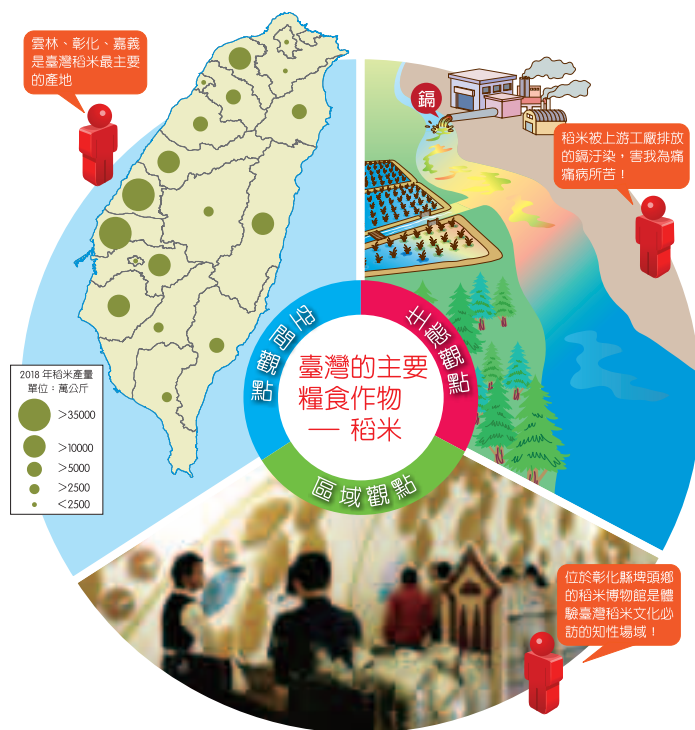 雲林、彰化、嘉義
是臺灣稻米最主要
的產地
鎘
稻米被上游工廠排放
的鎘汙染，害我為痛
痛病所苦！
空間觀點
生態觀點
臺灣的主要
糧食作物
— 稻米
區域觀點
2018 年稻米產量
單位：萬公斤
>35000
>10000
>5000
>2500
<2500
位於彰化縣埤頭鄉
的稻米博物館是體
驗臺灣稻米文化必
訪的知性場域！